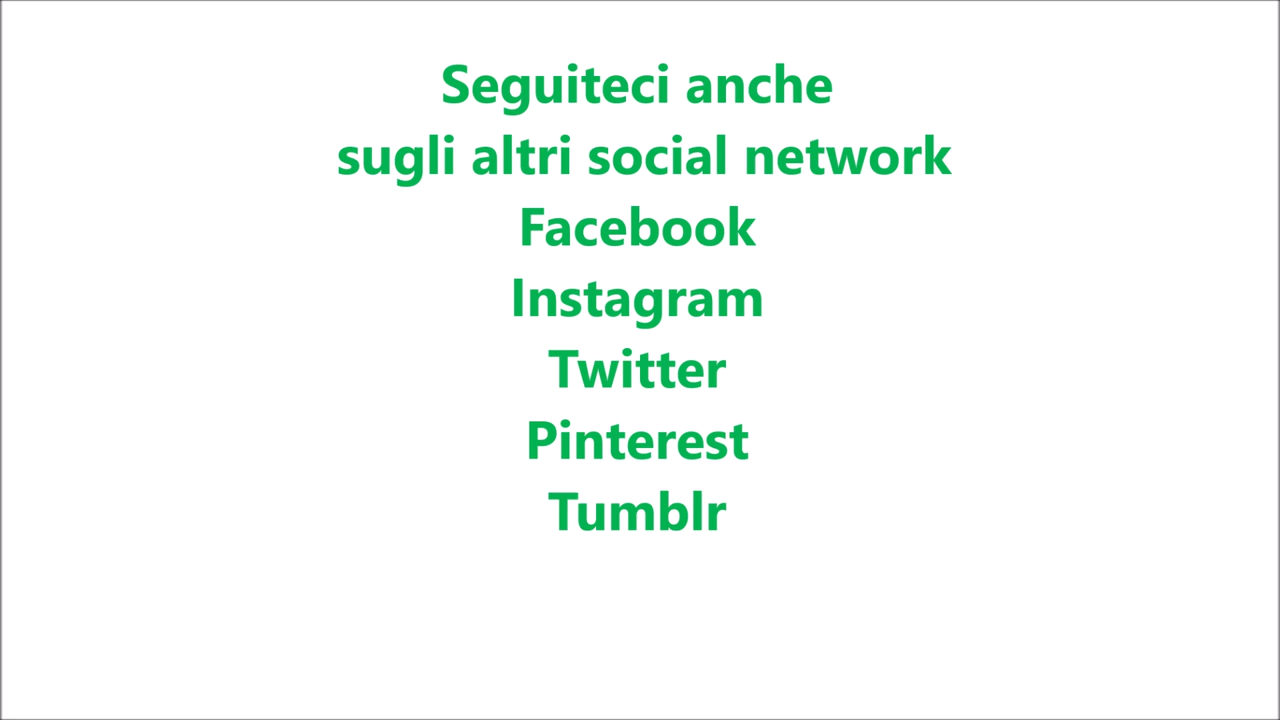 Seguiteci anche
sugli altri social network
Facebook
Instagram
Twitter
Pinterest
Tumblr